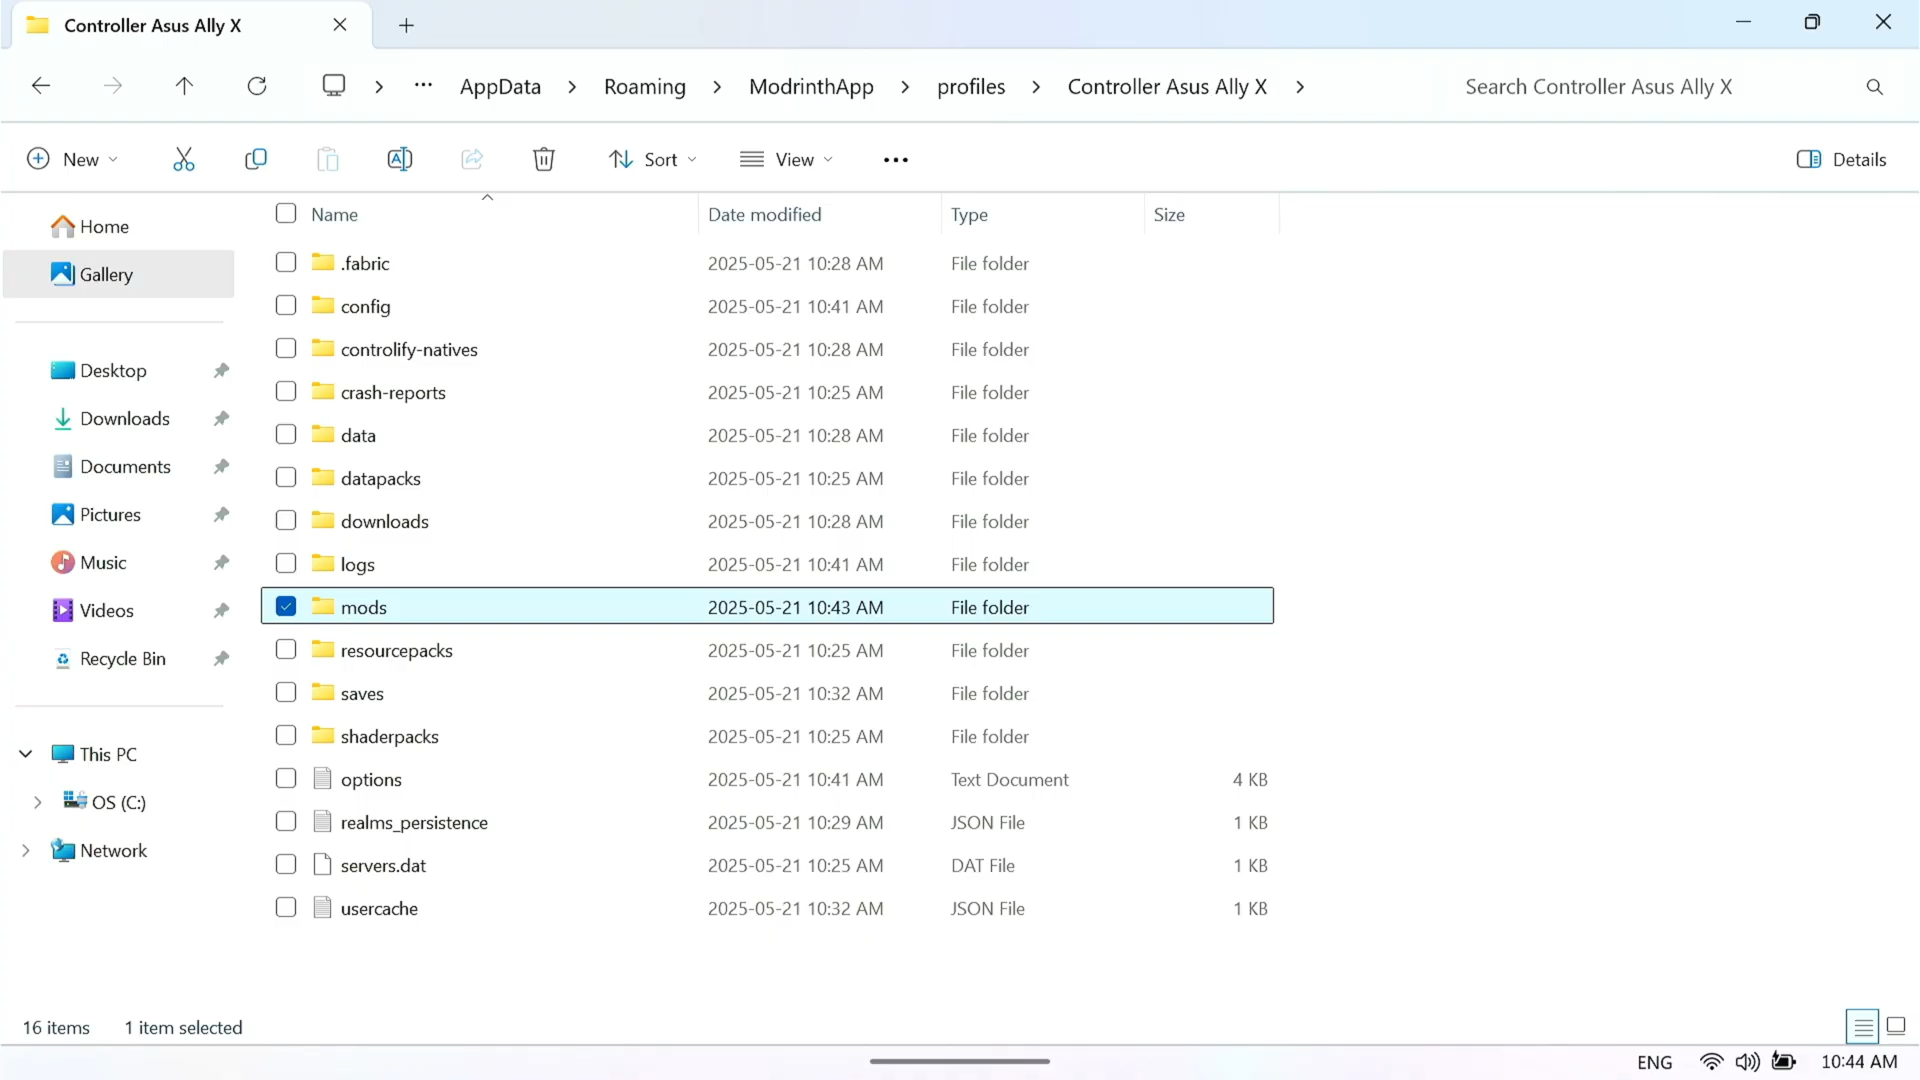 Controller Asus Ally X
AppData > Roaming > ModrinthApp > profiles > Controller Asus Ally X >
Search Controller Asus Ally X
New
Sort
View
Details
Name Date modified Type Size
Home
Gallery
Desktop
Downloads
Documents
Pictures
Music
Videos
Recycle Bin
This PC
OS (C:)
Network
.fabric 2025-05-21 10:28 AM File folder
config 2025-05-21 10:41 AM File folder
controlify-natives 2025-05-21 10:28 AM File folder
crash-reports 2025-05-21 10:25 AM File folder
data 2025-05-21 10:28 AM File folder
datapacks 2025-05-21 10:25 AM File folder
downloads 2025-05-21 10:28 AM File folder
logs 2025-05-21 10:41 AM File folder
mods 2025-05-21 10:43 AM File folder
resourcepacks 2025-05-21 10:25 AM File folder
saves 2025-05-21 10:32 AM File folder
shaderpacks 2025-05-21 10:25 AM File folder
options 2025-05-21 10:41 AM Text Document 4 KB
realms_persistence 2025-05-21 10:29 AM JSON File 1 KB
servers.dat 2025-05-21 10:25 AM DAT File 1 KB
usercache 2025-05-21 10:32 AM JSON File 1 KB
16 items 1 item selected
ENG 10:44 AM